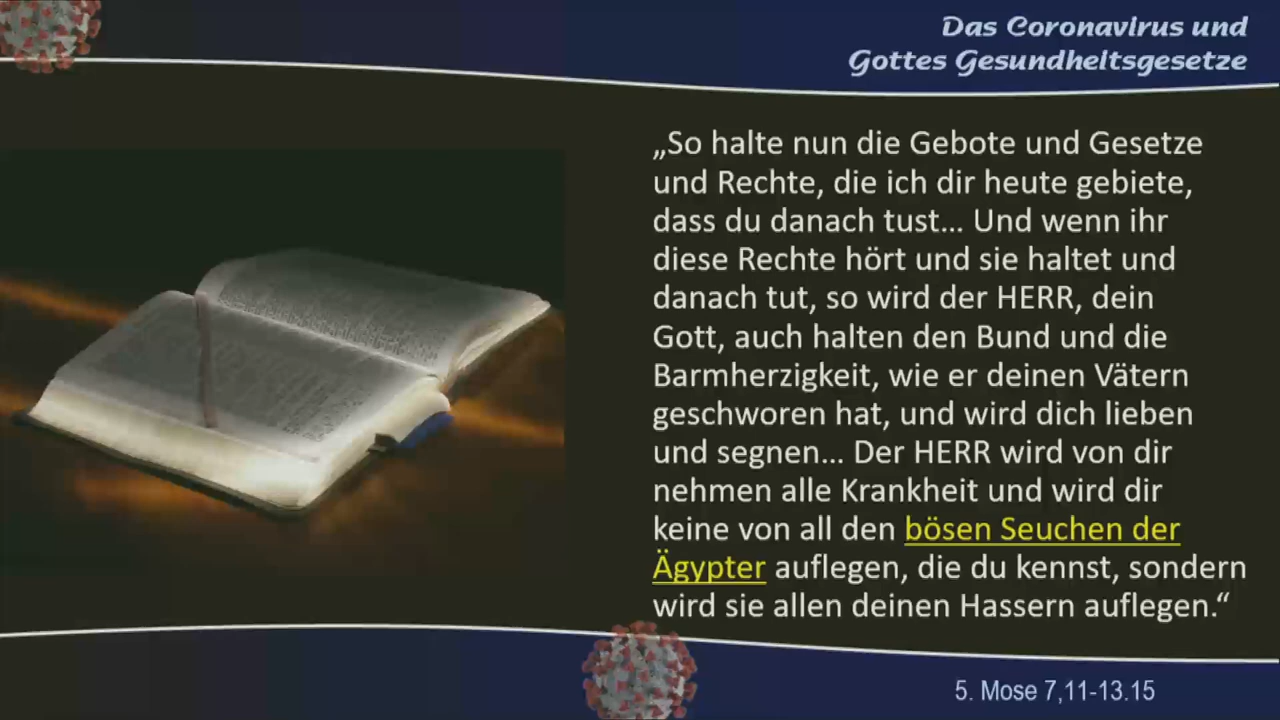 Das Coronavirus und
Gottes Gesundheitsgesetze
„So halte nun die Gebote und Gesetze
und Rechte, die ich dir heute gebiete,
dass du danach tust... Und wenn ihr
diese Rechte hört und sie haltet und
danach tut, so wird der HERR, dein
Gott, auch halten den Bund und die
Barmherzigkeit, wie er deinen Vätern
geschworen hat, und wird dich lieben
und segnen... Der HERR wird von dir
nehmen alle Krankheit und wird dir
keine von all den bösen Seuchen der
Ägypter auflegen, die du kennst, sondern
wird sie allen deinen Hassern auflegen.“
5. Mose 7,11-13.15